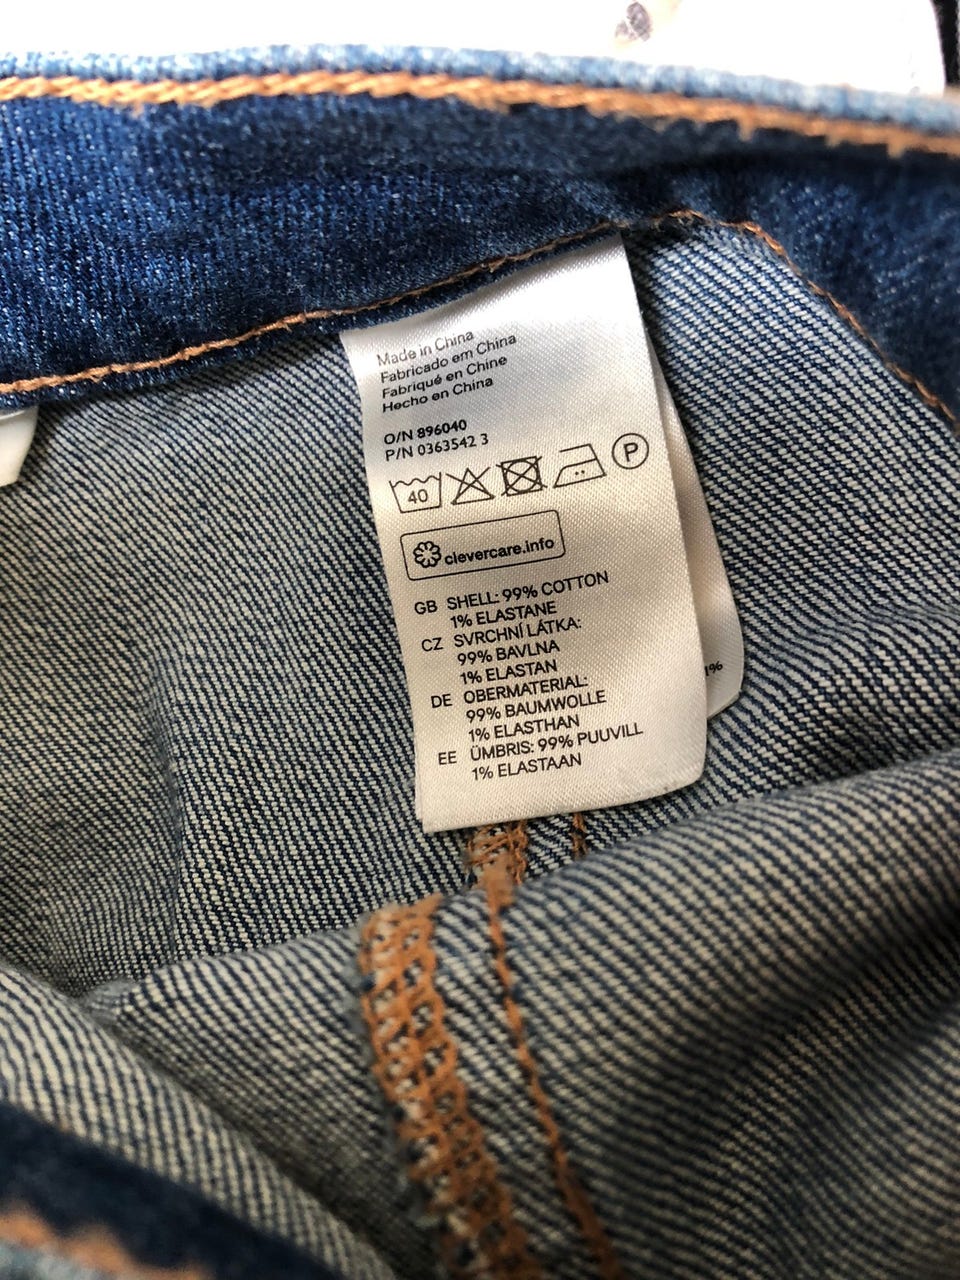 Made in China
Fabricado em China
Fabriqué en Chine
Hecho en China
O/N 896040
P/N 0363542 3
40
P
clevercare.info
GB SHELL: 99% COTTON
1% ELASTANE
CZ SVRCHNÍ LÁTKA:
99% BAVLNA
1% ELASTAN
DE OBERMATERIAL:
99% BAUMWOLLE
1% ELASTHAN
EE ÜMBRIS: 99% PUUVILL
1% ELASTAAN
1%